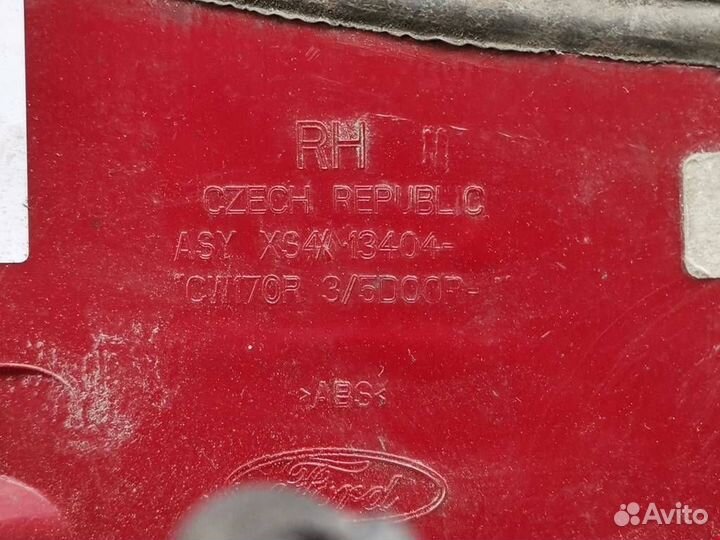 RH
CZECH REPUBLIC
ASY XS4X-13404-
CW170R 3/5DOOR-
>ABS<
Ford
Avito